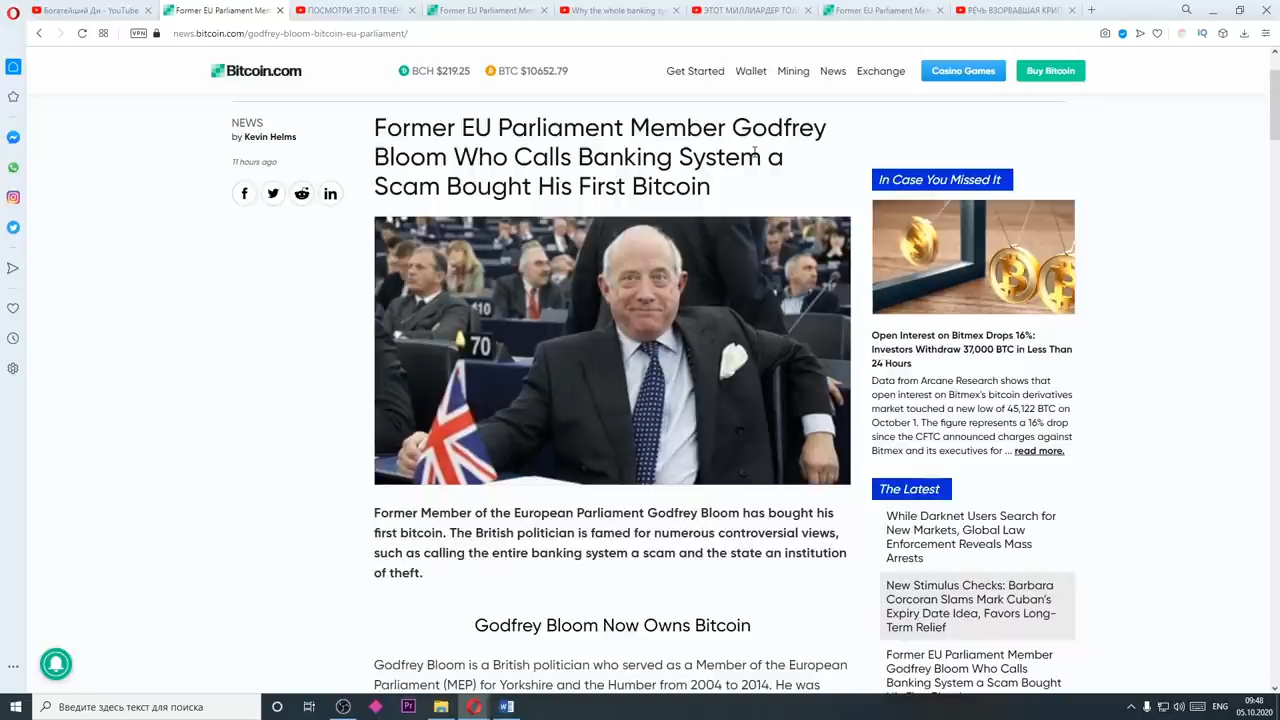 Богатейший Ди - YouTube
Former EU Parliament Mem
ПОСМОТРИ ЭТО В ТЕЧЕН
Former EU Parliament Mem
Why the whole banking sy
ЭТОТ МИЛЛИАРДЕР ТОЛ
Former EU Parliament Mem
РЕЧЬ ВЗОРВАВШАЯ КРИП
VPN
news.bitcoin.com/godfrey-bloom-bitcoin-eu-parliament/
Bitcoin.com
BCH $219.25
BTC $10652.79
Get Started
Wallet
Mining
News
Exchange
Casino Games
Buy Bitcoin
NEWS
by Kevin Helms
11 hours ago
Former EU Parliament Member Godfrey
Bloom Who Calls Banking System a
Scam Bought His First Bitcoin
70
Former Member of the European Parliament Godfrey Bloom has bought his
first bitcoin. The British politician is famed for numerous controversial views,
such as calling the entire banking system a scam and the state an institution
of theft.
Godfrey Bloom Now Owns Bitcoin
Godfrey Bloom is a British politician who served as a Member of the European
Parliament (MEP) for Yorkshire and the Humber from 2004 to 2014. He was
In Case You Missed It
Open Interest on Bitmex Drops 16%:
Investors Withdraw 37,000 BTC in Less Than
24 Hours
Data from Arcane Research shows that
open interest on Bitmex's bitcoin derivatives
market touched a new low of 45,122 BTC on
October 1. The figure represents a 16% drop
since the CFTC announced charges against
Bitmex and its executives for ... read more.
The Latest
While Darknet Users Search for
New Markets, Global Law
Enforcement Reveals Mass
Arrests
New Stimulus Checks: Barbara
Corcoran Slams Mark Cuban's
Expiry Date Idea, Favors Long-
Term Relief
Former EU Parliament Member
Godfrey Bloom Who Calls
Banking System a Scam Bought
Введите здесь текст для поиска
ENG
09:48
05.10.2020